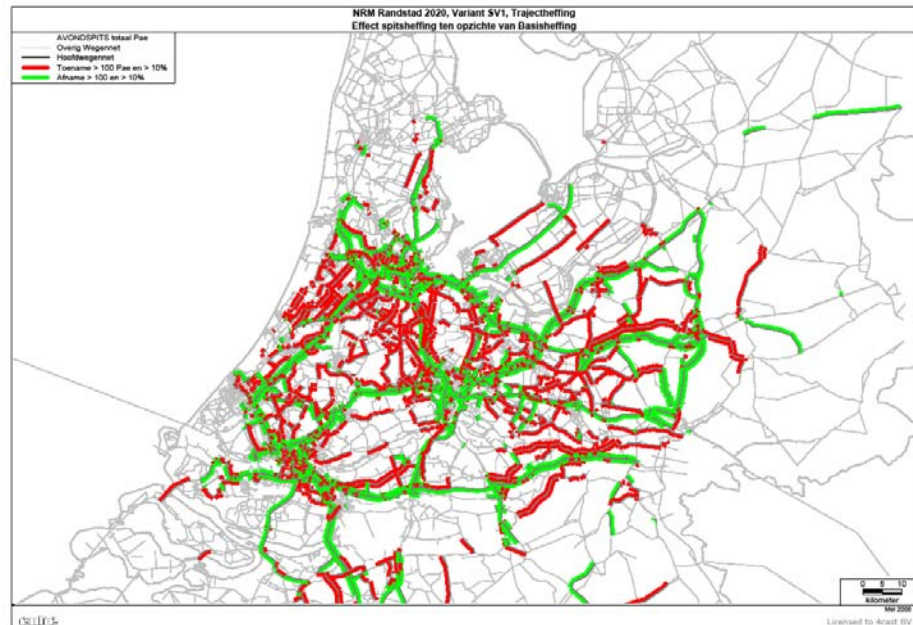 NRM Randstad 2020, Variant SV1, Trajectheffing
Effect spitsheffing ten opzichte van Basisheffing
AVONDSPITS totaal Pae
Overig Wegennet
Hoofdwegennet
Toename > 100 Pae en > 10%
Afname > 100 en > 10%
0 5 10
kilometer
Mei 2006
Licensed to 4cast BV